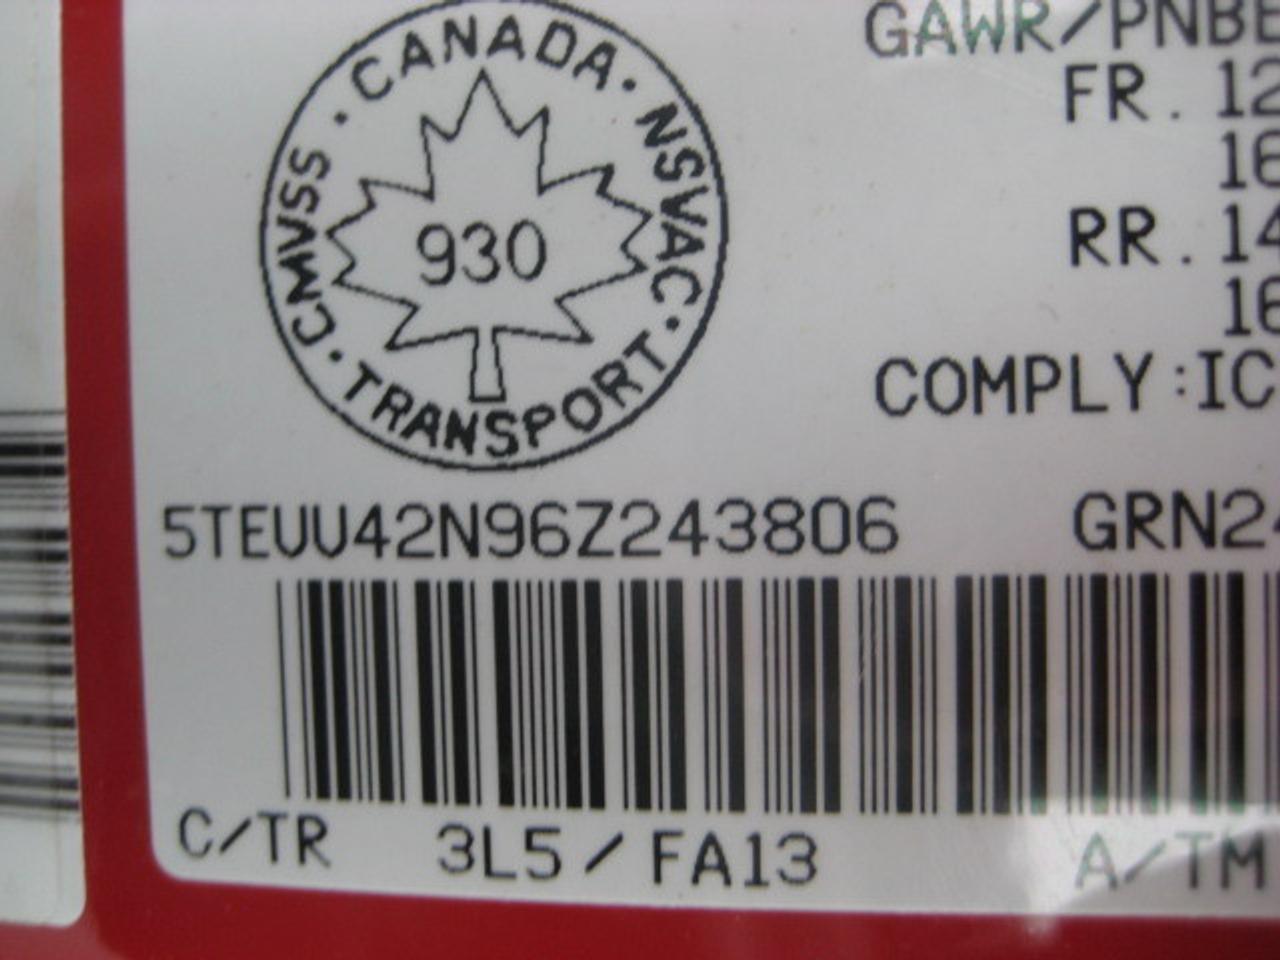 CANADA · NSVAC · TRANSPORT · CMVSS ·
930
GAWR/PNBE
FR. 12
16
RR. 14
16
COMPLY:IC
5TEUU42N96Z243806 GRN24
C/TR 3L5/FA13 A/TM